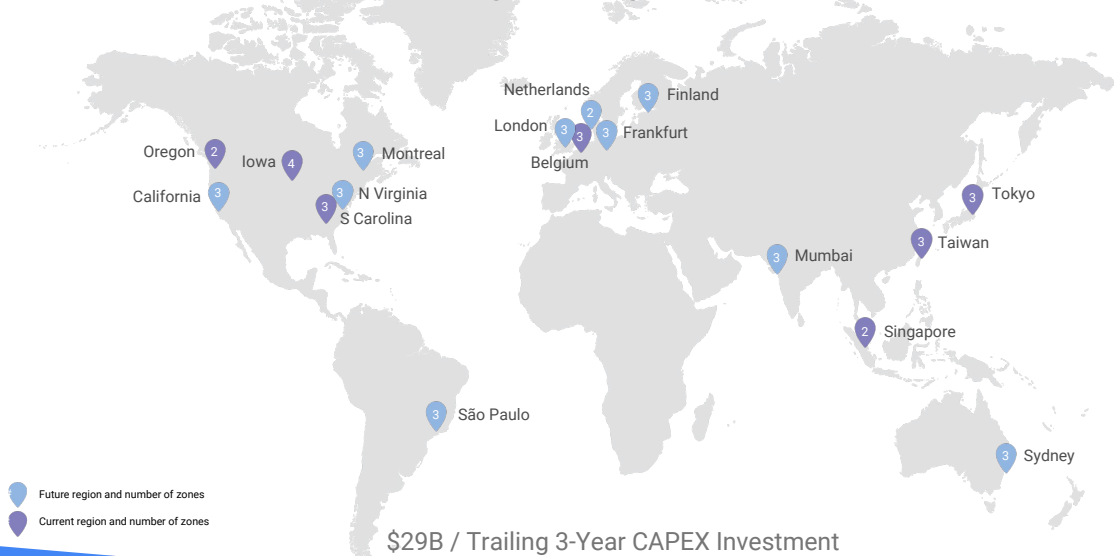 Netherlands
2
3
Finland
London
3
3
3
Frankfurt
Belgium
Oregon
2
Iowa
4
3
Montreal
California
3
3
N Virginia
3
S Carolina
3
Tokyo
3
Taiwan
3
Mumbai
2
Singapore
3
São Paulo
3
Sydney
Future region and number of zones
Current region and number of zones
$29B / Trailing 3-Year CAPEX Investment